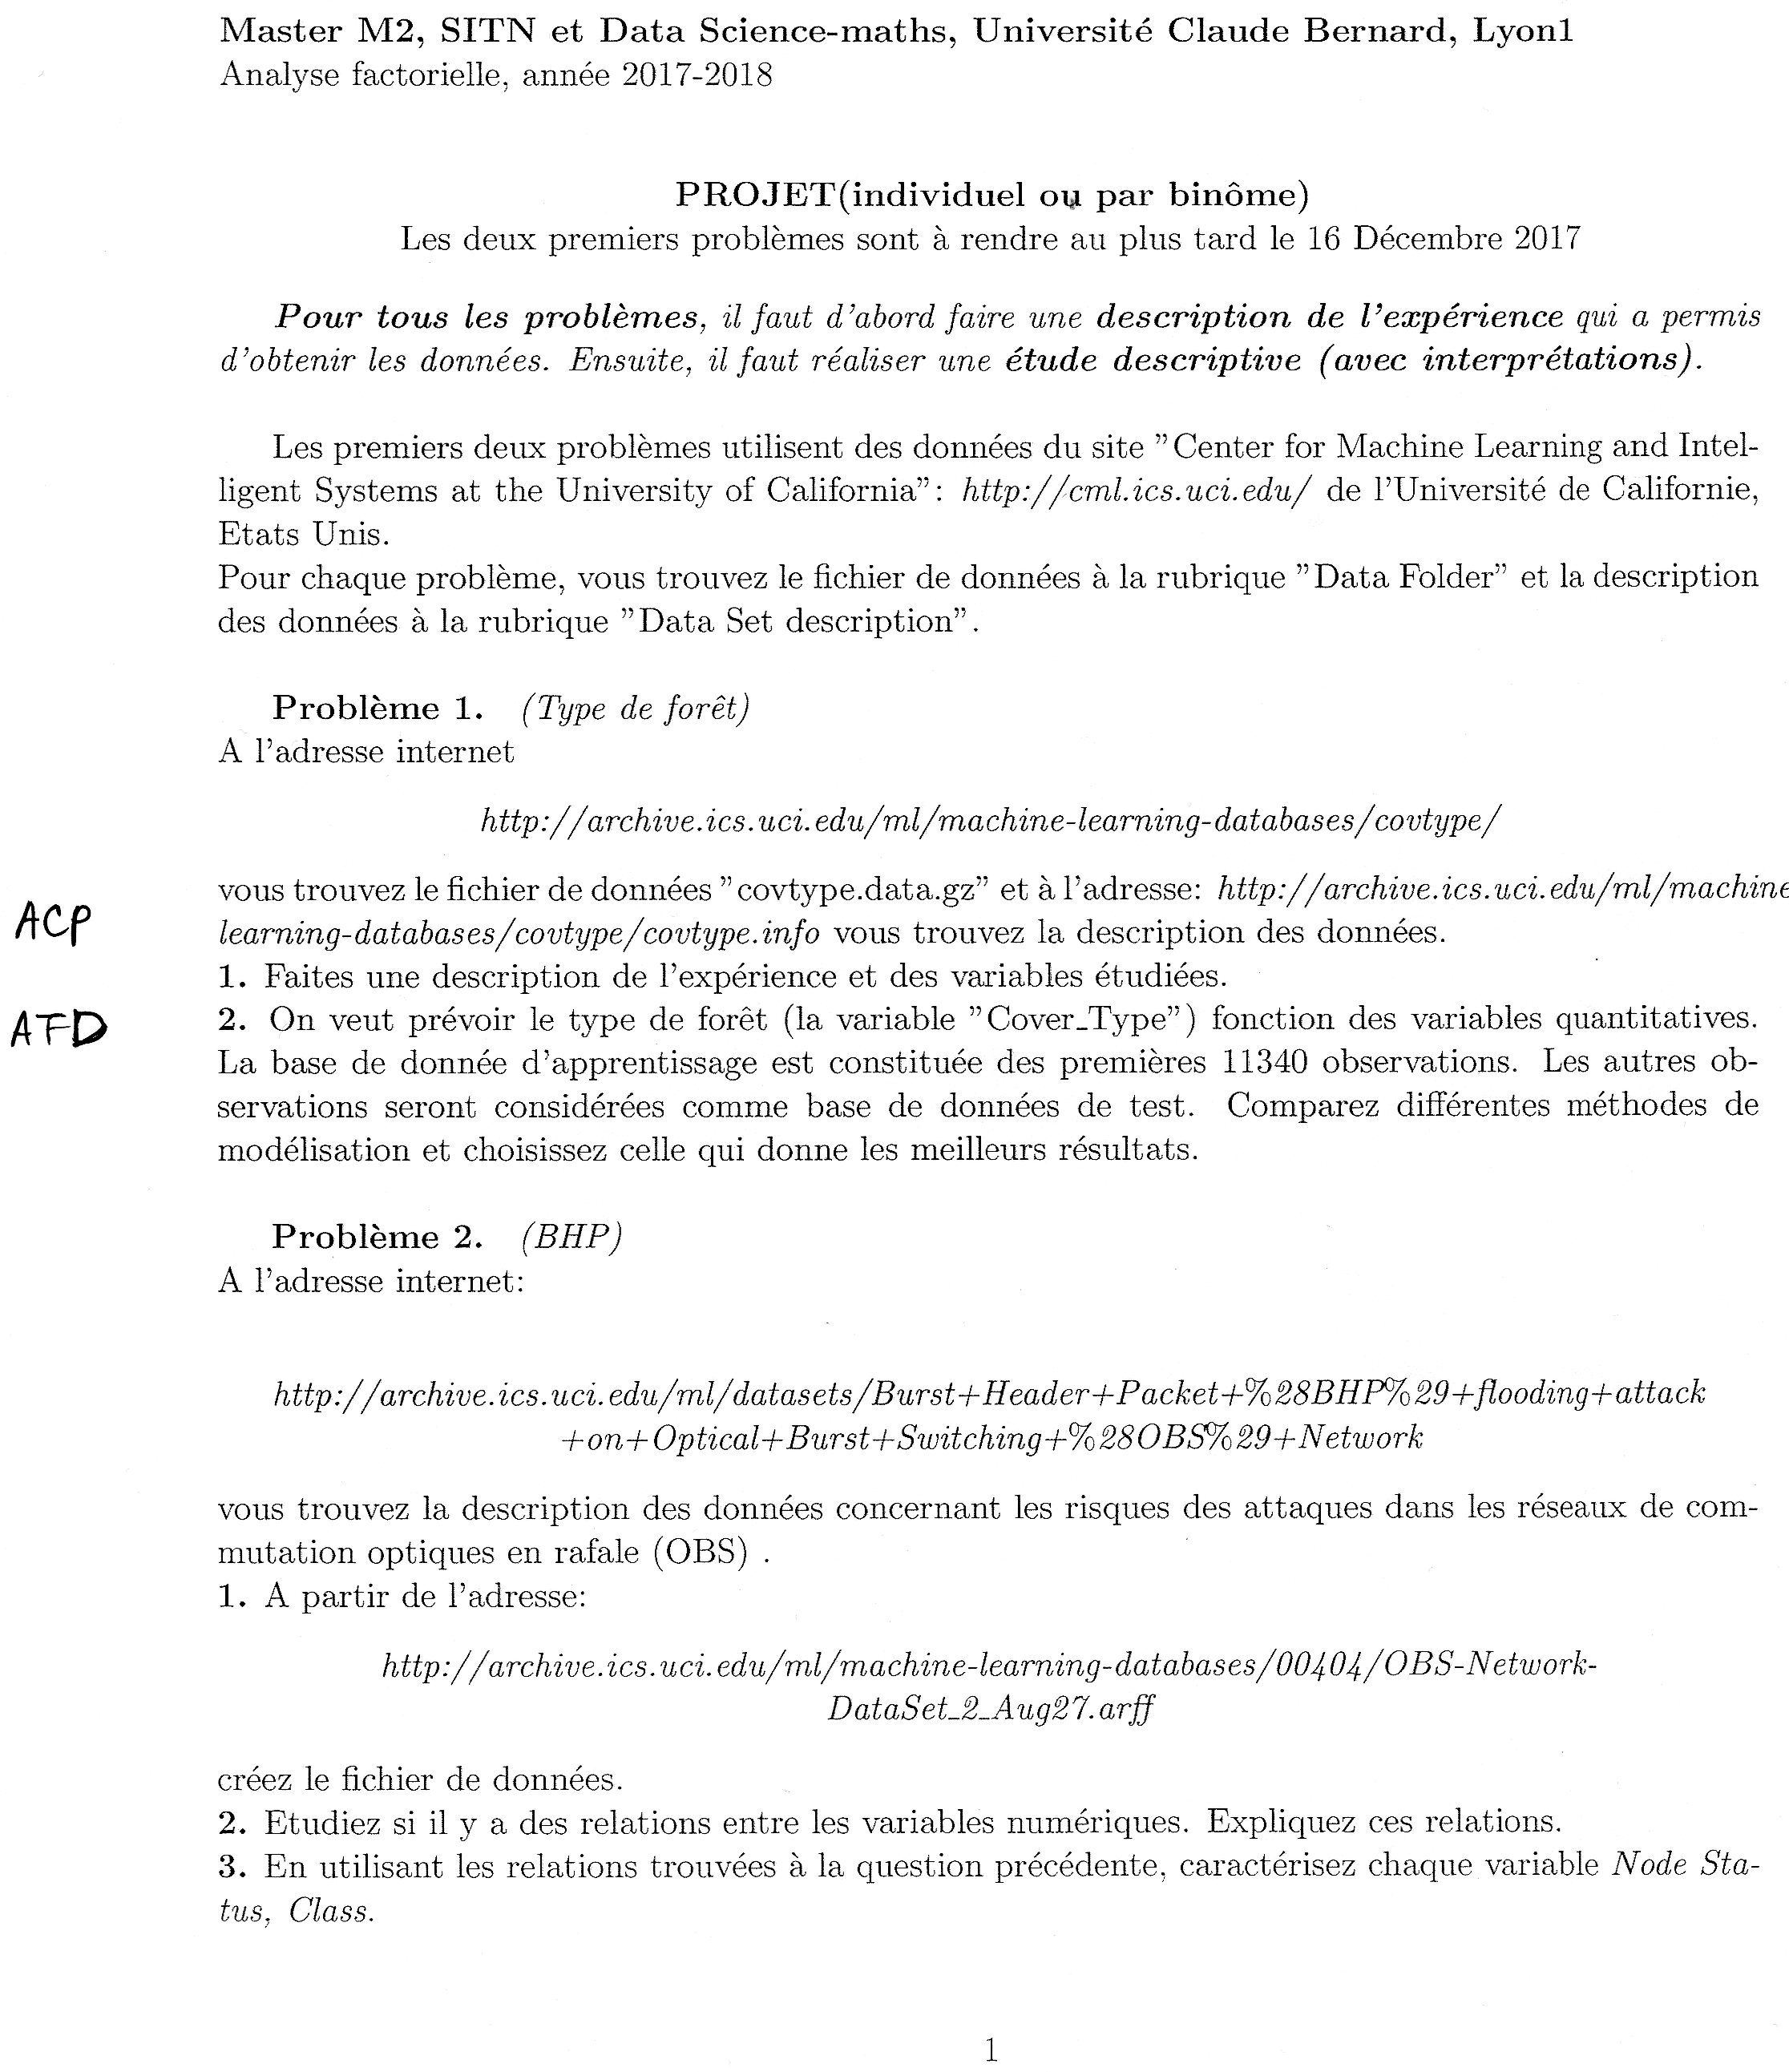 Master M2, SITN et Data Science-maths, Université Claude Bernard, Lyon1
Analyse factorielle, année 2017-2018
PROJET(individuel ou par binôme)
Les deux premiers problèmes sont à rendre au plus tard le 16 Décembre 2017
Pour tous les problèmes, il faut d'abord faire une description de l'expérience qui a permis
d'obtenir les données. Ensuite, il faut réaliser une étude descriptive (avec interprétations).
Les premiers deux problèmes utilisent des données du site "Center for Machine Learning and Intel-
ligent Systems at the University of California": http://cml.ics.uci.edu/ de l'Université de Californie,
Etats Unis.
Pour chaque problème, vous trouvez le fichier de données à la rubrique "Data Folder" et la description
des données à la rubrique "Data Set description".
Problème 1. (Type de forêt)
A l'adresse internet
http://archive.ics.uci.edu/ml/machine-learning-databases/covtype/
vous trouvez le fichier de données "covtype.data.gz" et à l'adresse: http://archive.ics.uci.edu/ml/machine
ACP
learning-databases/covtype/covtype.info vous trouvez la description des données.
1. Faites une description de l'expérience et des variables étudiées.
AFD
2. On veut prévoir le type de forêt (la variable "Cover_Type") fonction des variables quantitatives.
La base de donnée d'apprentissage est constituée des premières 11340 observations. Les autres ob-
servations seront considérées comme base de données de test. Comparez différentes méthodes de
modélisation et choisissez celle qui donne les meilleurs résultats.
Problème 2. (BHP)
A l'adresse internet:
http://archive.ics.uci.edu/ml/datasets/Burst+Header+Packet+%28BHP%29+flooding+attack
+on+Optical+Burst+Switching+%28OBS%29+Network
vous trouvez la description des données concernant les risques des attaques dans les réseaux de com-
mutation optiques en rafale (OBS) .
1. A partir de l'adresse:
http://archive.ics.uci.edu/ml/machine-learning-databases/00404/OBS-Network-
DataSet_2_Aug27.arff
créez le fichier de données.
2. Etudiez si il y a des relations entre les variables numériques. Expliquez ces relations.
3. En utilisant les relations trouvées à la question précédente, caractérisez chaque variable Node Sta-
tus, Class.
1